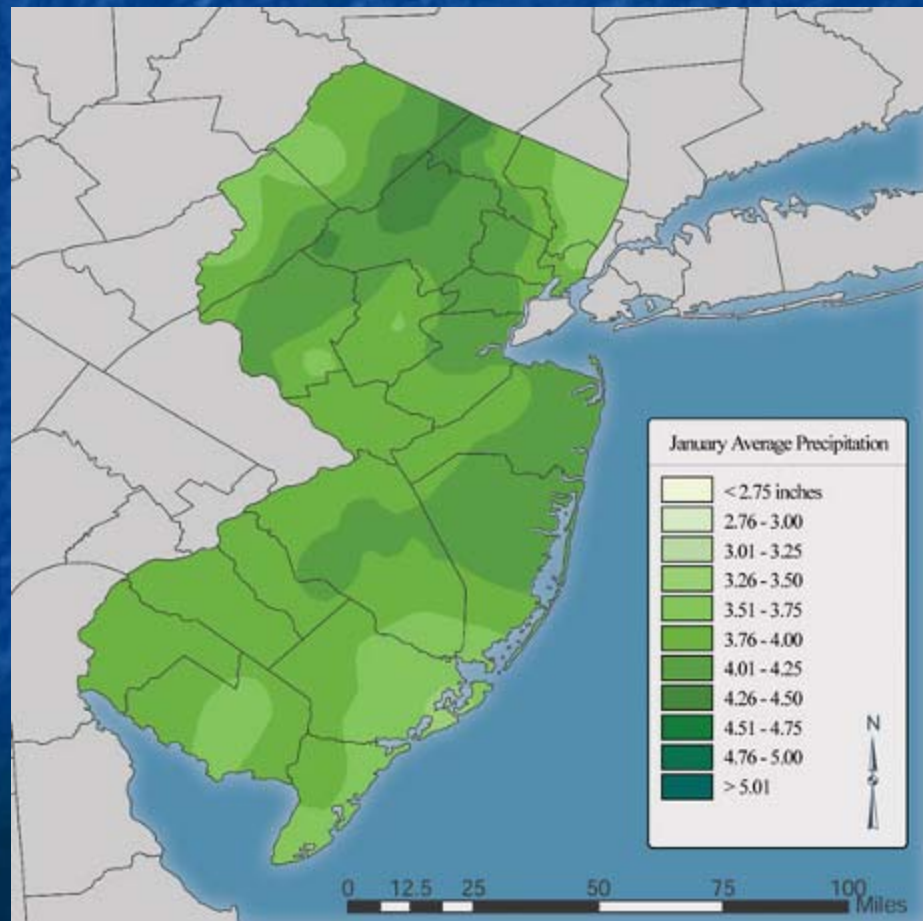 January Average Precipitation
< 2.75 inches
2.76 - 3.00
3.01 - 3.25
3.26 - 3.50
3.51 - 3.75
3.76 - 4.00
4.01 - 4.25
4.26 - 4.50
4.51 - 4.75
4.76 - 5.00
> 5.01
N
0 12.5 25 50 75 100
Miles